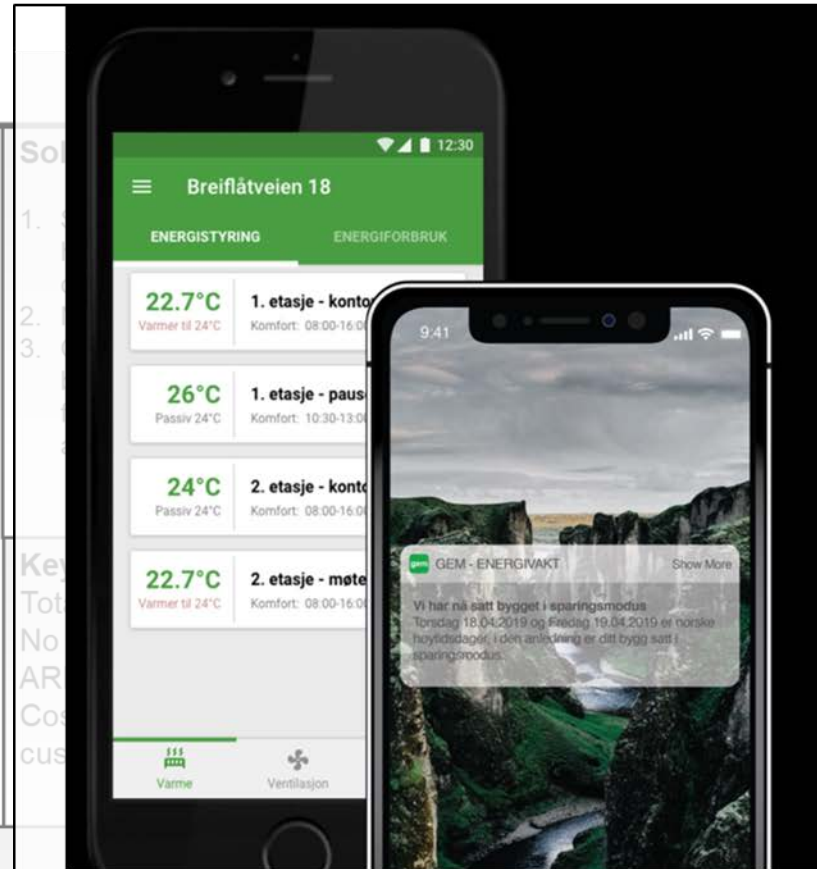 Sol
1.
2.
3.
Key
Tot
No
AR
Cos
cus
12:30
Breiflåtveien 18
ENERGISTYRING ENERGIFORBRUK
22.7°C 1. etasje - kontor
Varmer til 24°C Komfort: 08:00-16:00
26°C 1. etasje - paus
Passiv 24°C Komfort: 10:30-13:00
24°C 2. etasje - konto
Passiv 24°C Komfort: 08:00-16:00
22.7°C 2. etasje - møte
Varmer til 24°C Komfort: 08:00-16:00
Varme Ventilasjon
9:41
gem GEM - ENERGIVAKT Show More
Vi har nå satt bygget i sparingsmodus
Torsdag 18.04.2019 og Fredag 19.04.2019 er norske
høytidsdager, i den anledning er ditt bygg satt i
sparingsmodus.